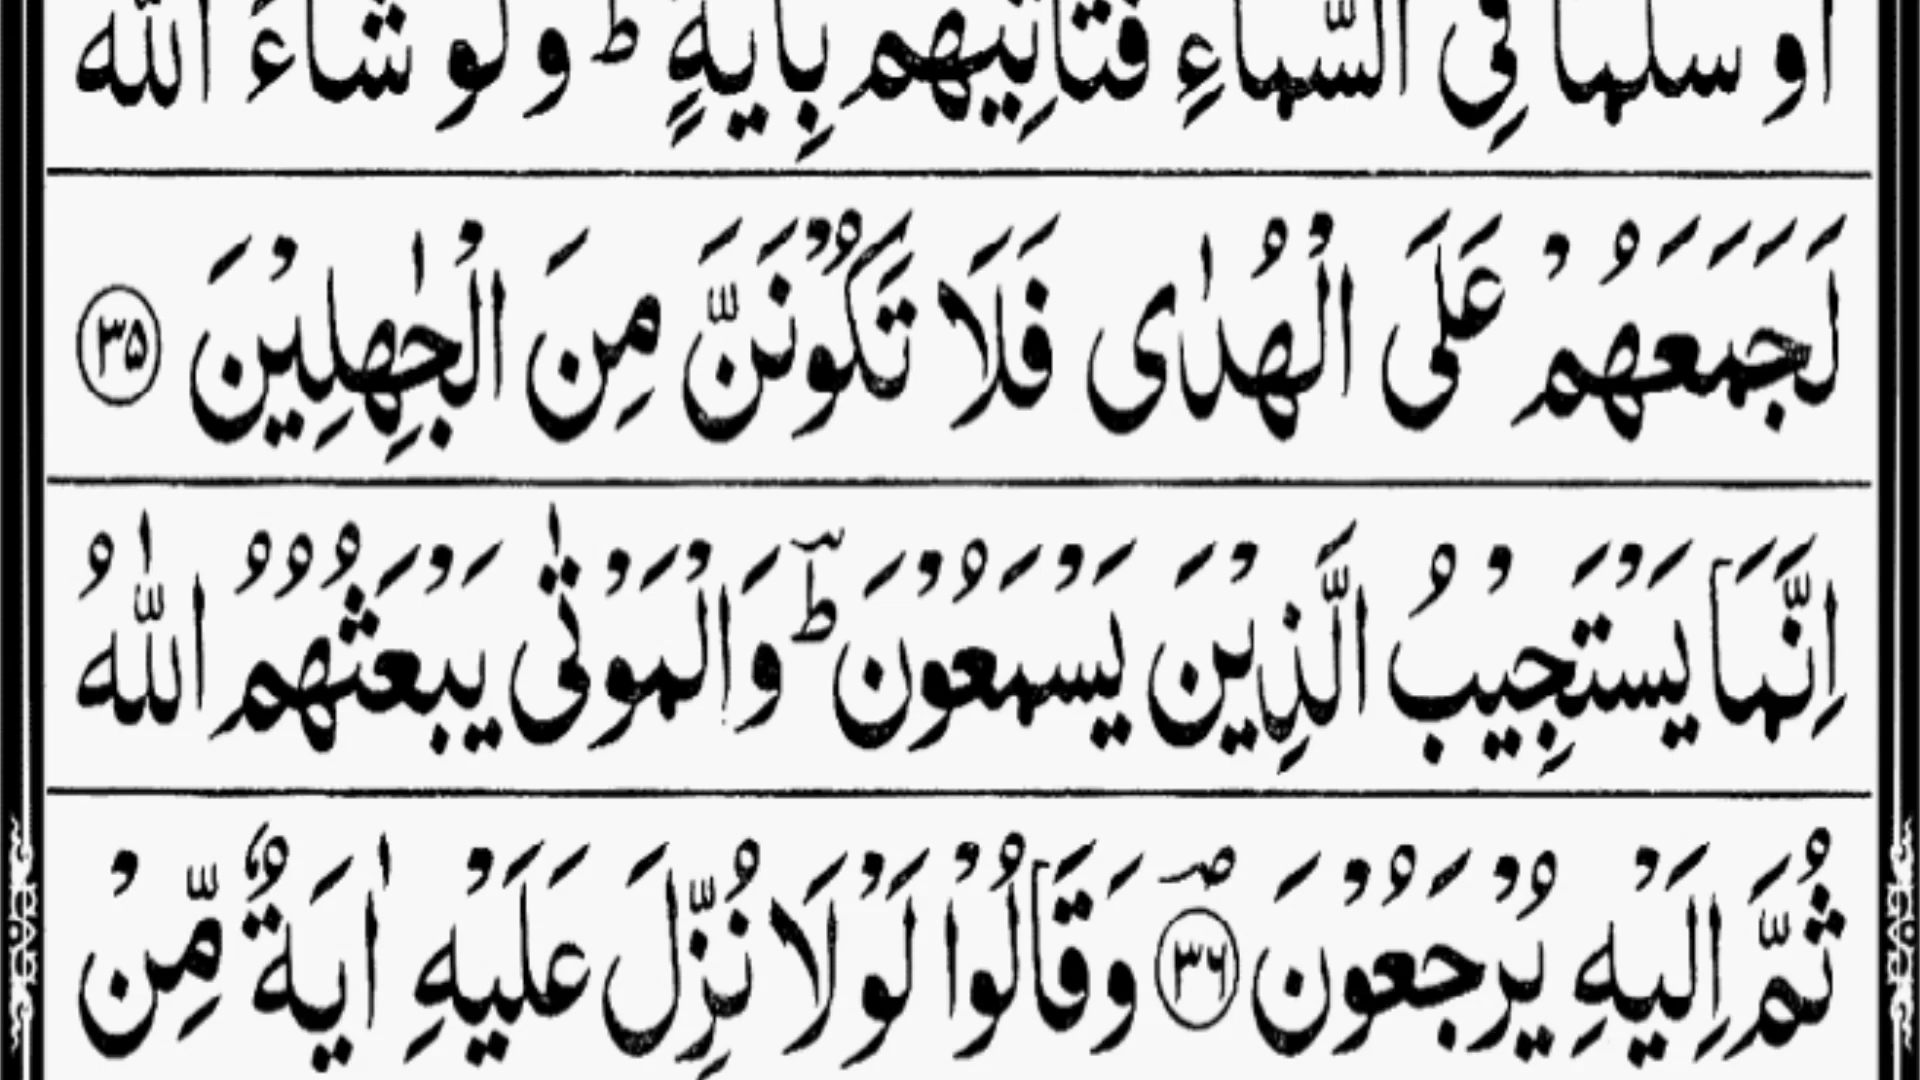 اَوْ سُلَّمًا فِی السَّمَآءِ فَتَاْتِیَهُمْ بِاٰیَةٍ ؕ وَ لَوْ شَآءَ اللّٰهُ
لَجَمَعَهُمْ عَلَی الْهُدٰی فَلَا تَكُوْنَنَّ مِنَ الْجٰهِلِیْنَ ۳۵
اِنَّمَا یَسْتَجِیْبُ الَّذِیْنَ یَسْمَعُوْنَ ؕ وَ الْمَوْتٰی یَبْعَثُهُمُ اللّٰهُ
ثُمَّ اِلَیْهِ یُرْجَعُوْنَ ۳۶ وَ قَالُوْا لَوْ لَا نُزِّلَ عَلَیْهِ اٰیَةٌ مِّنْ